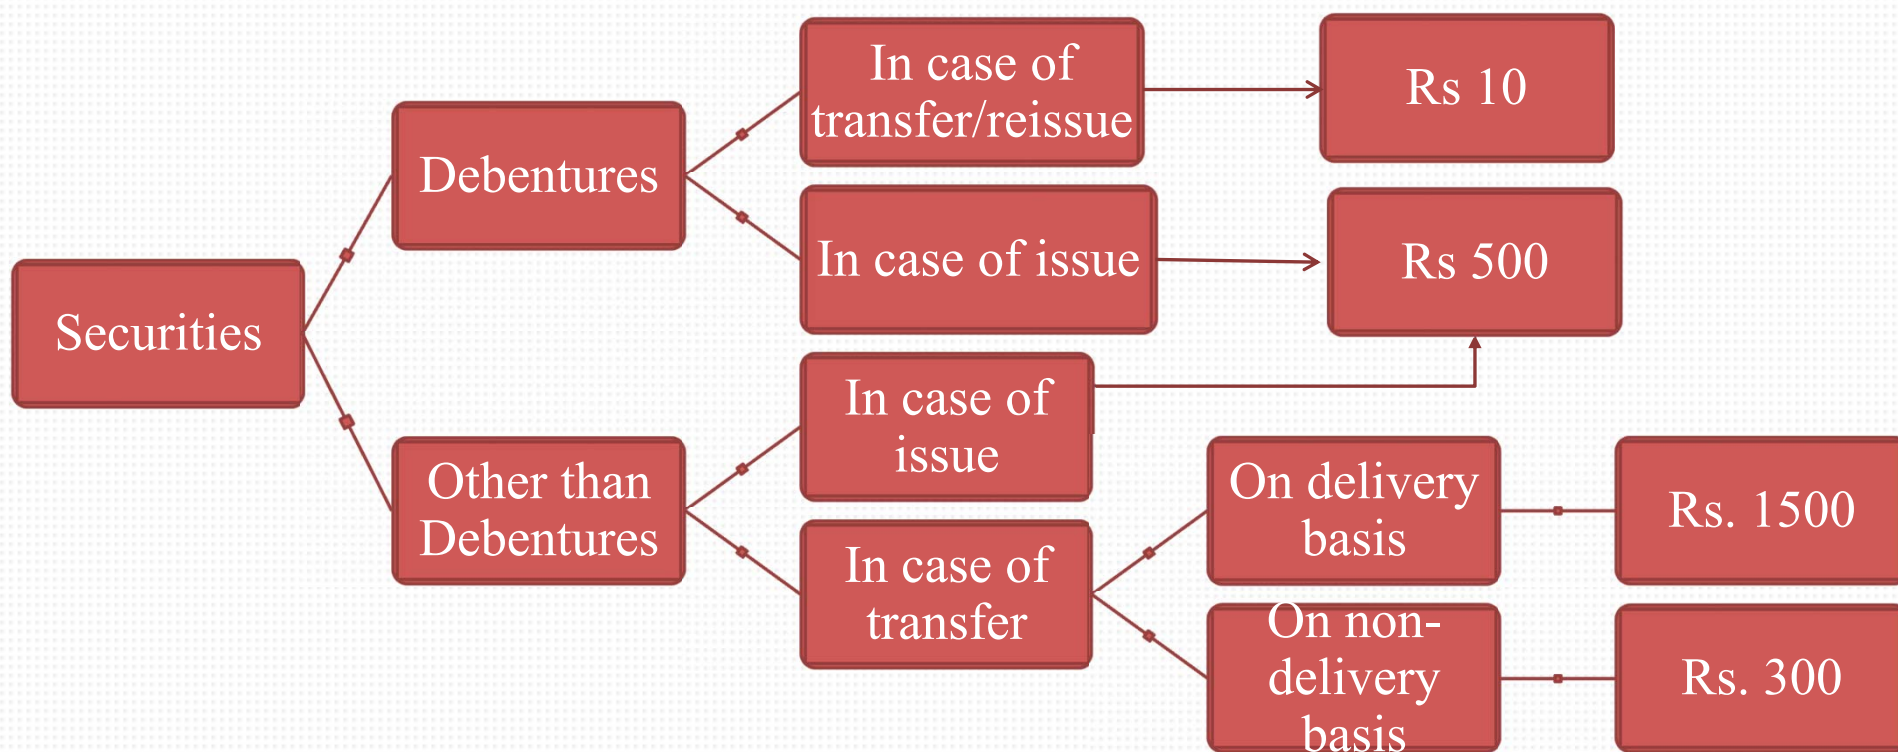 Securities
Debentures
In case of
transfer/reissue
Rs 10
In case of issue
Rs 500
Other than
Debentures
In case of
issue
In case of
transfer
On delivery
basis
Rs. 1500
On non-
delivery
basis
Rs. 300